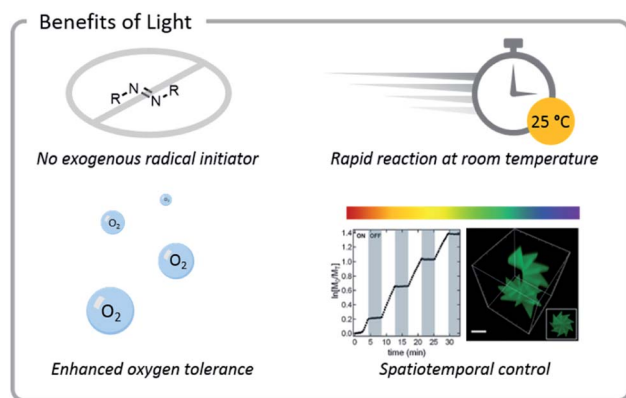 Benefits of Light
R N N R
No exogenous radical initiator
25 °C
Rapid reaction at room temperature
O₂
O₂
O₂
O₂
Enhanced oxygen tolerance
ON OFF
1.4
1.2
1.0
0.8
0.6
0.4
0.2
0.0
ln[M₀/Mₜ]
0 5 10 15 20 25 30
time (min)
Spatiotemporal control